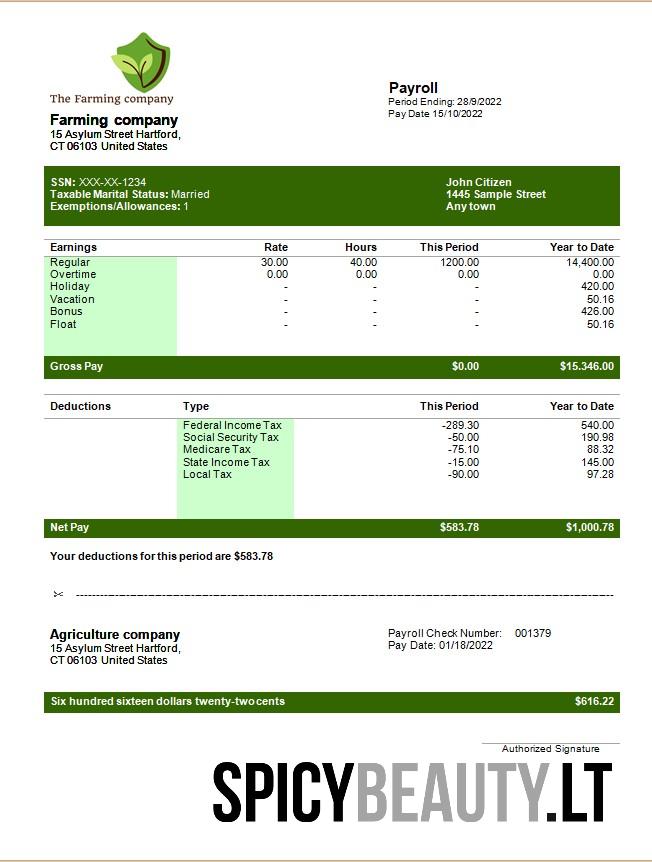 The Farming company
Farming company
15 Asylum Street Hartford,
CT 06103 United States
Payroll
Period Ending: 28/9/2022
Pay Date 15/10/2022
SSN: XXX-XX-1234
Taxable Marital Status: Married
Exemptions/Allowances: 1
John Citizen
1445 Sample Street
Any town
Earnings Rate Hours This Period Year to Date
Regular 30.00 40.00 1200.00 14,400.00
Overtime 0.00 0.00 0.00 0.00
Holiday - - - 420.00
Vacation - - - 50.16
Bonus - - - 426.00
Float - - - 50.16
Gross Pay $0.00 $15.346.00
Deductions Type This Period Year to Date
Federal Income Tax -289.30 540.00
Social Security Tax -50.00 190.98
Medicare Tax -75.10 88.32
State Income Tax -15.00 145.00
Local Tax -90.00 97.28
Net Pay $583.78 $1,000.78
Your deductions for this period are $583.78
Agriculture company
15 Asylum Street Hartford,
CT 06103 United States
Payroll Check Number: 001379
Pay Date: 01/18/2022
Six hundred sixteen dollars twenty-two cents $616.22
Authorized Signature
SPICYBEAUTY.LT